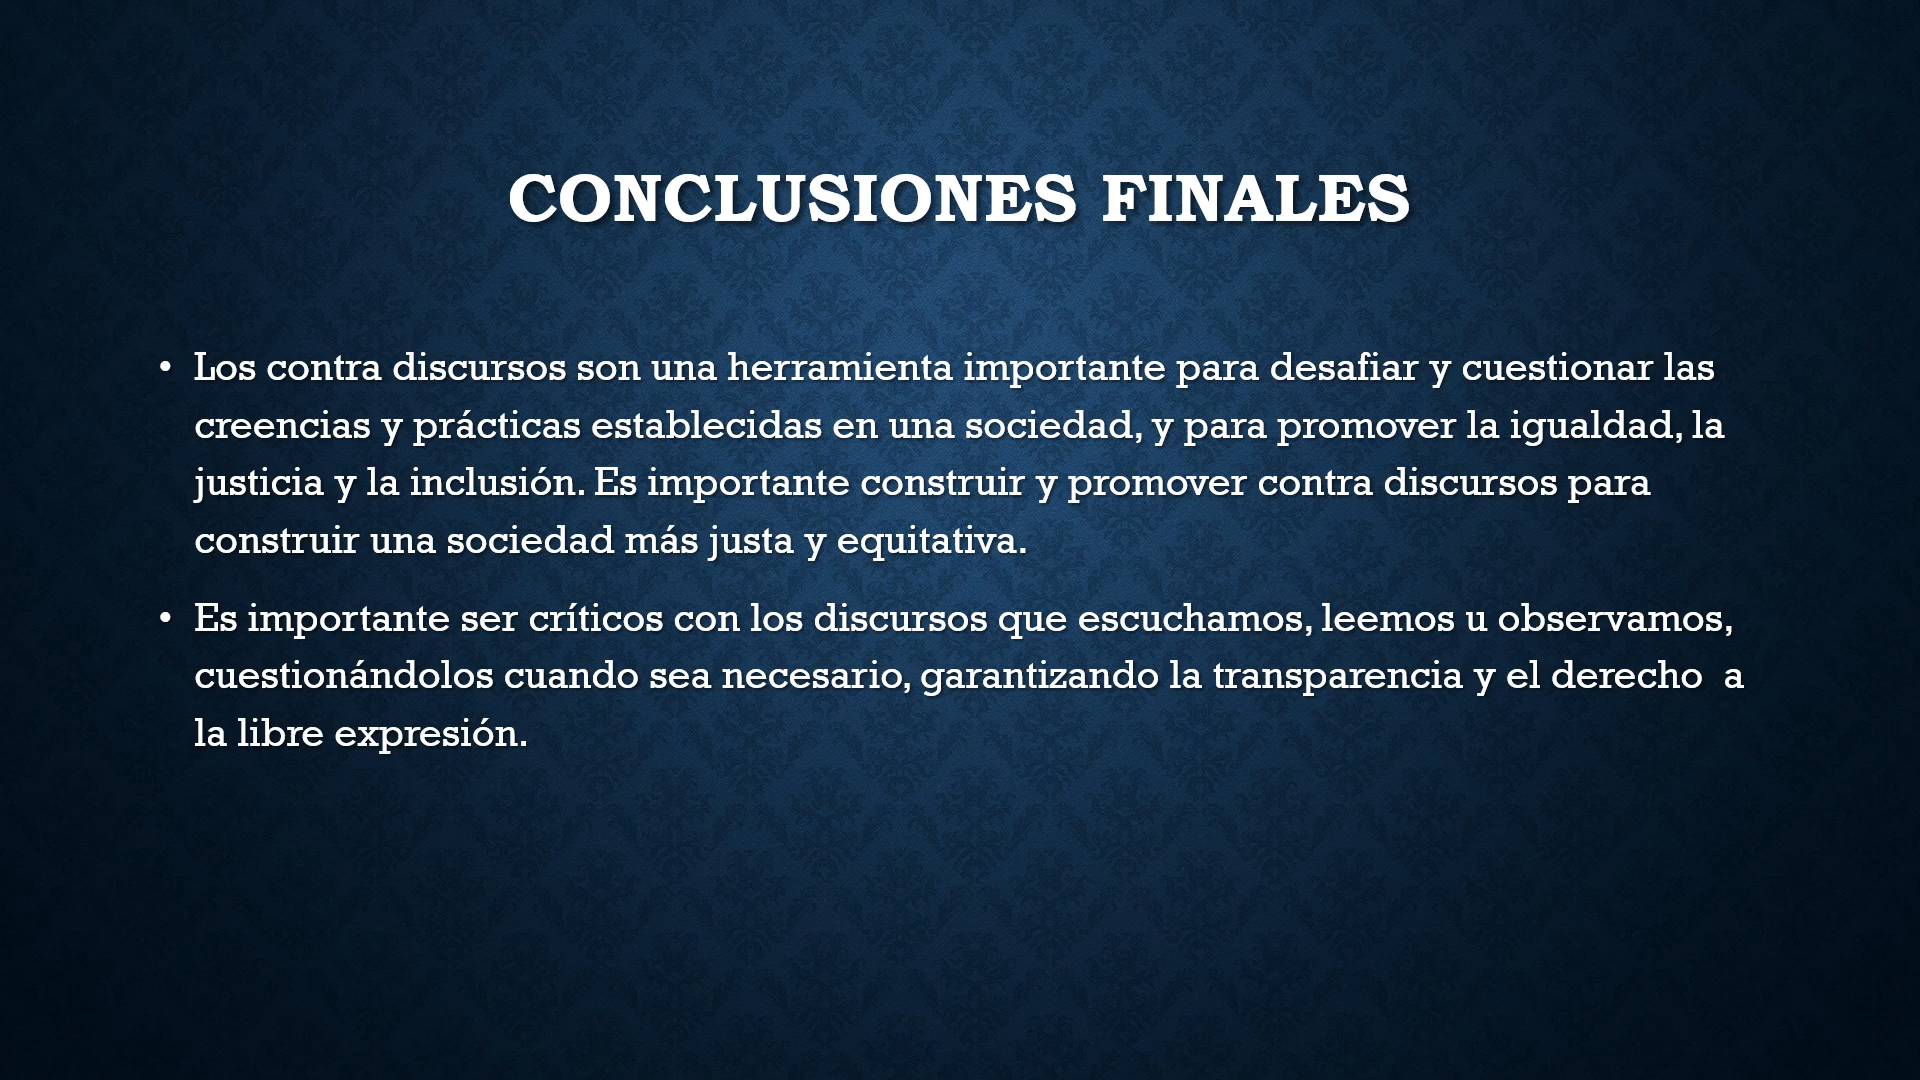 CONCLUSIONES FINALES
• Los contra discursos son una herramienta importante para desafiar y cuestionar las
creencias y prácticas establecidas en una sociedad, y para promover la igualdad, la
justicia y la inclusión. Es importante construir y promover contra discursos para
construir una sociedad más justa y equitativa.
• Es importante ser críticos con los discursos que escuchamos, leemos u observamos,
cuestionándolos cuando sea necesario, garantizando la transparencia y el derecho  a
la libre expresión.